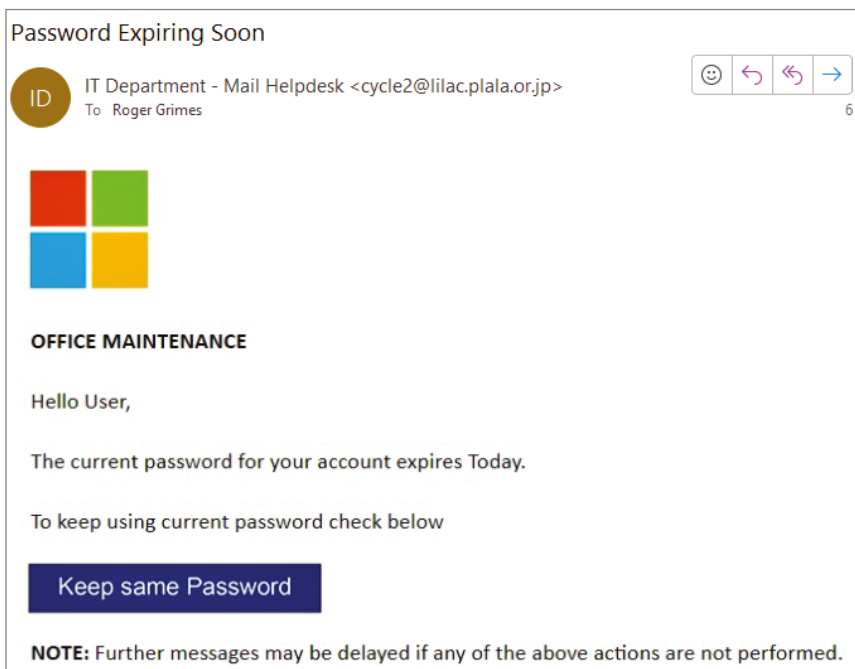 Password Expiring Soon
ID
IT Department - Mail Helpdesk <cycle2@lilac.plala.or.jp>
To Roger Grimes
6
OFFICE MAINTENANCE
Hello User,
The current password for your account expires Today.
To keep using current password check below
Keep same Password
NOTE: Further messages may be delayed if any of the above actions are not performed.